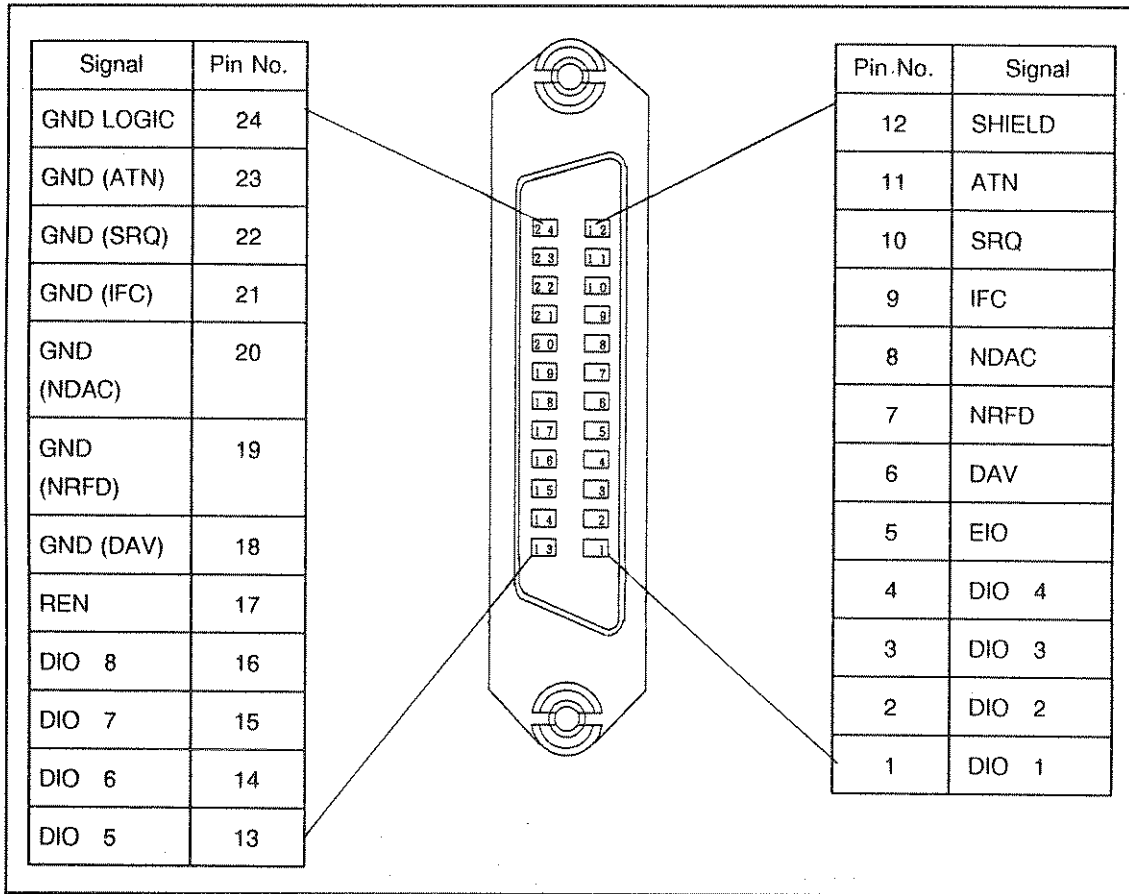 Signal Pin No.
GND LOGIC 24
GND (ATN) 23
GND (SRQ) 22
GND (IFC) 21
GND 20
(NDAC)
GND 19
(NRFD)
GND (DAV) 18
REN 17
DIO 8 16
DIO 7 15
DIO 6 14
DIO 5 13
24 12
23 11
22 10
21 9
20 8
19 7
18 6
17 5
16 4
15 3
14 2
13 1
Pin No. Signal
12 SHIELD
11 ATN
10 SRQ
9 IFC
8 NDAC
7 NRFD
6 DAV
5 EIO
4 DIO 4
3 DIO 3
2 DIO 2
1 DIO 1